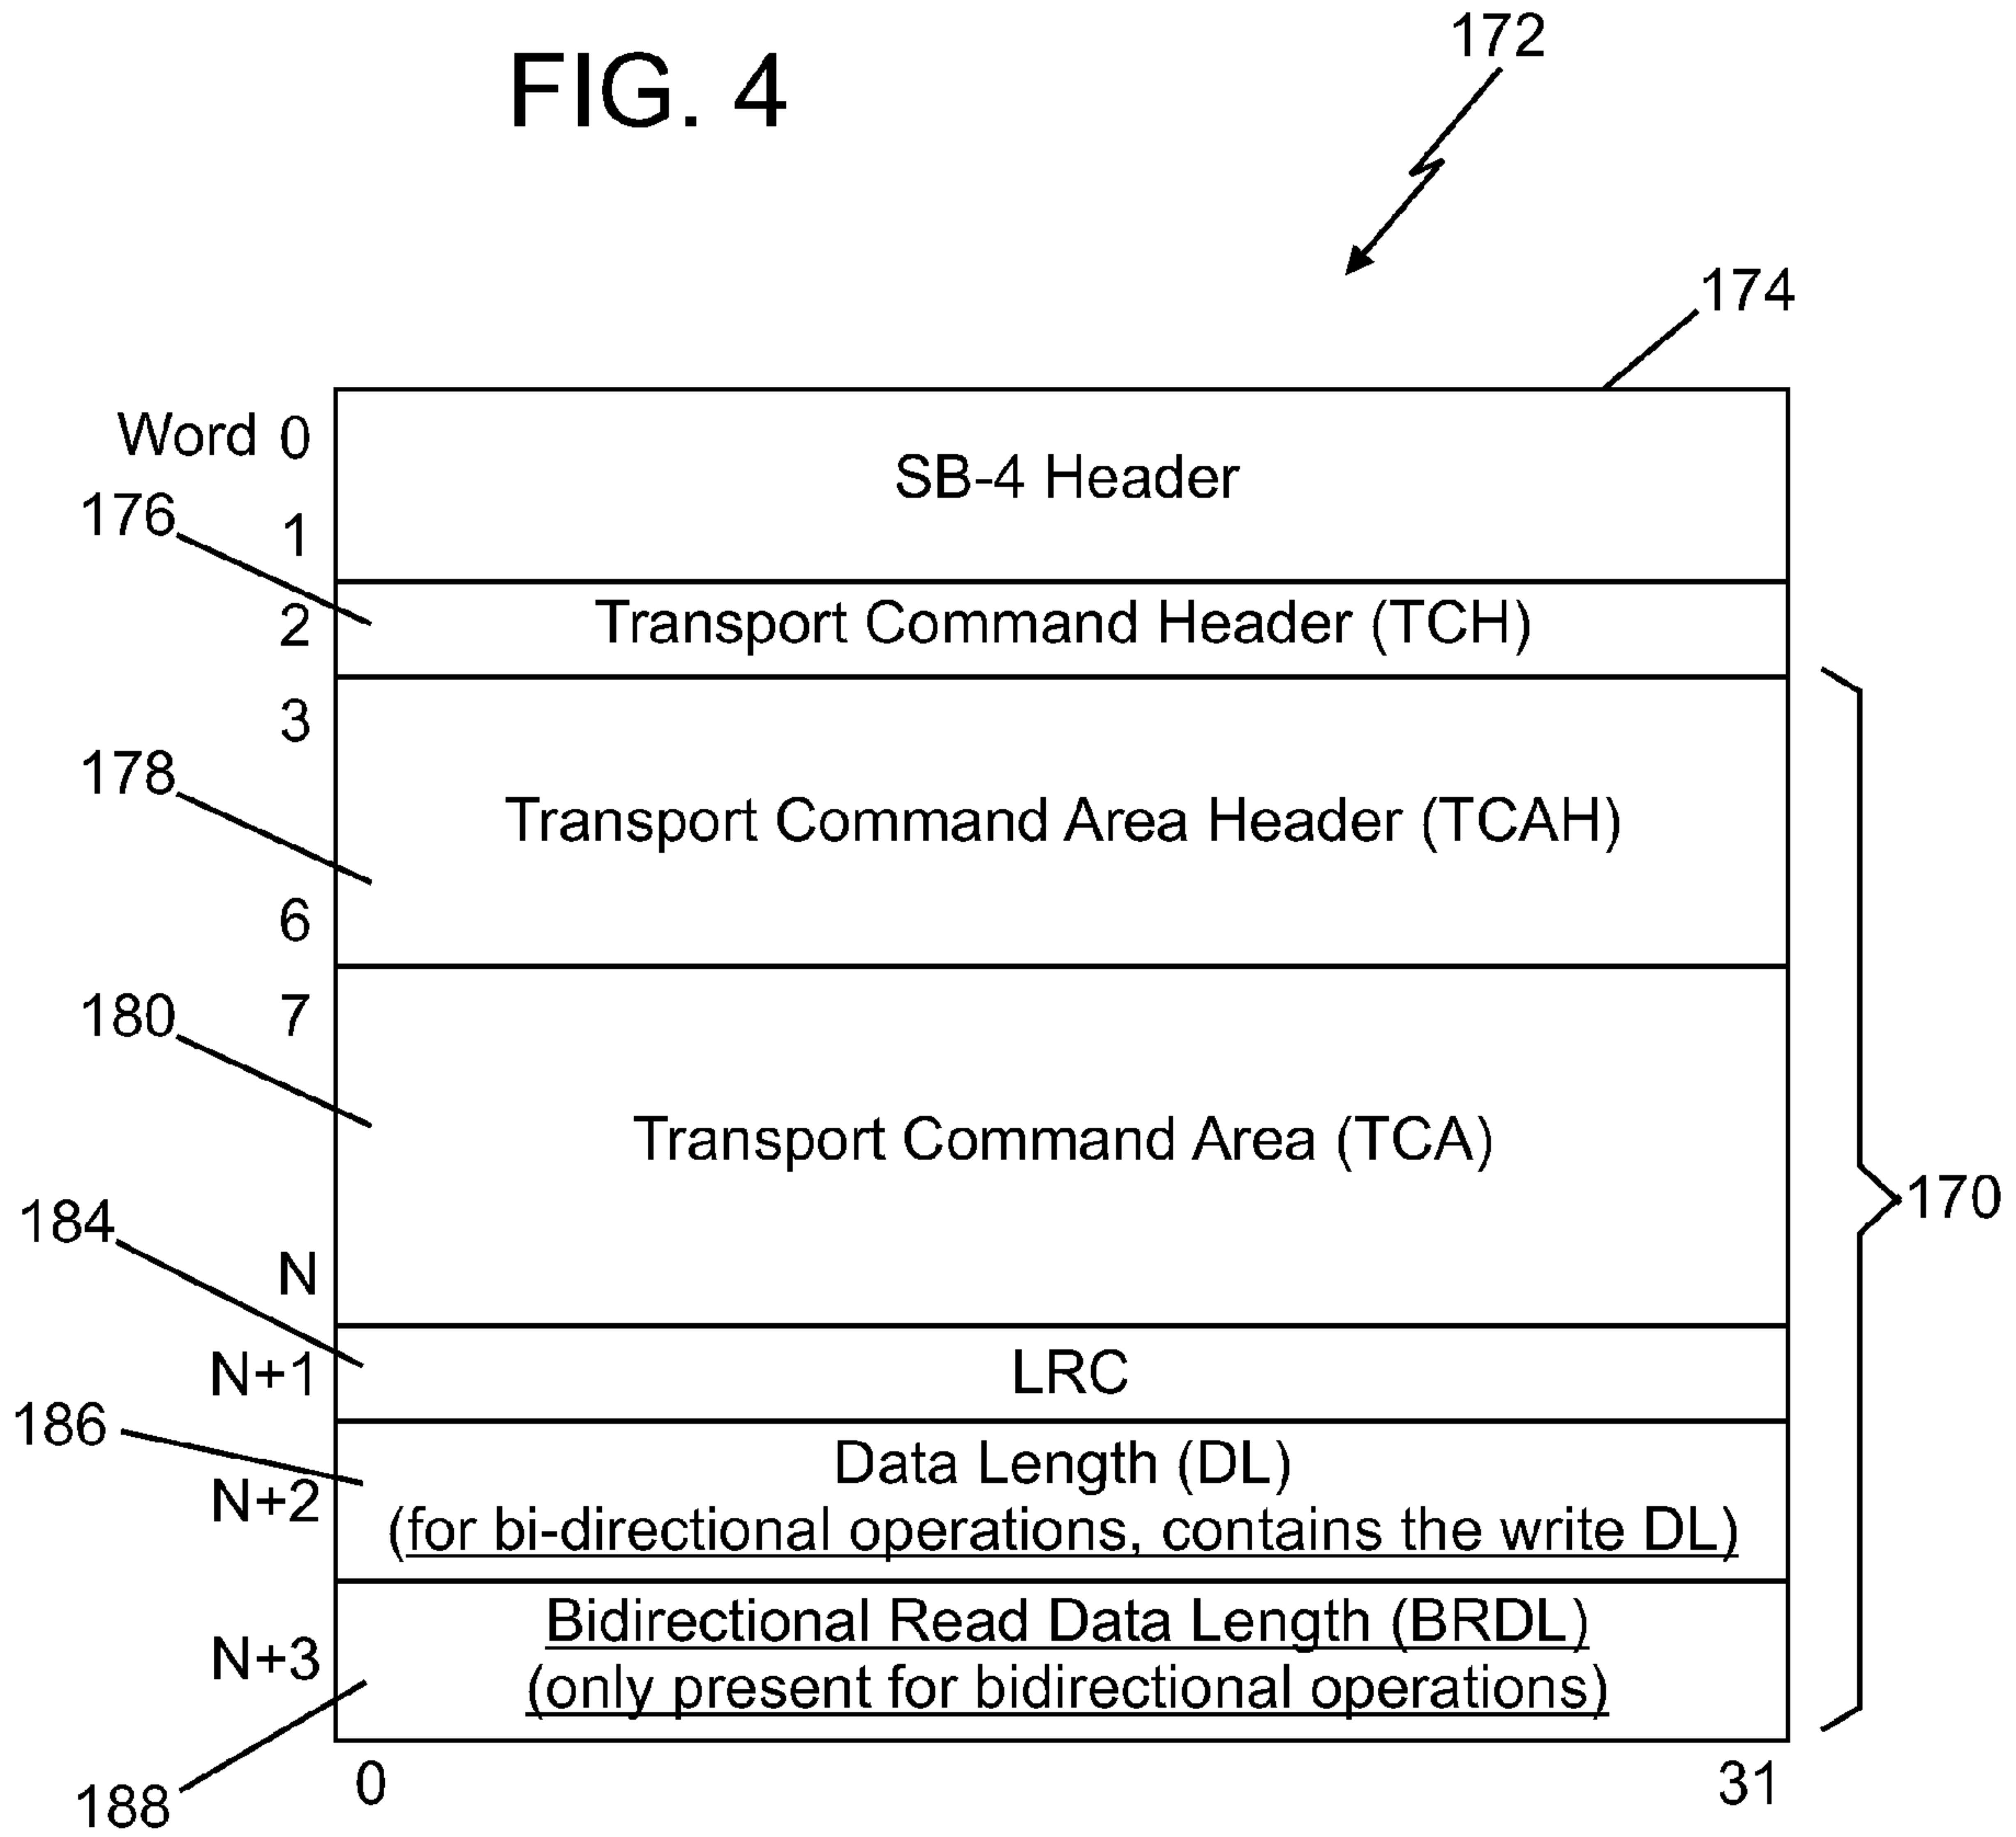 FIG. 4
172
174
Word 0
SB-4 Header
176
1
2
Transport Command Header (TCH)
3
178
Transport Command Area Header (TCAH)
6
180
7
Transport Command Area (TCA)
170
184
N
N+1
LRC
186
Data Length (DL)
N+2
(for bi-directional operations, contains the write DL)
Bidirectional Read Data Length (BRDL)
N+3
(only present for bidirectional operations)
188
0
31